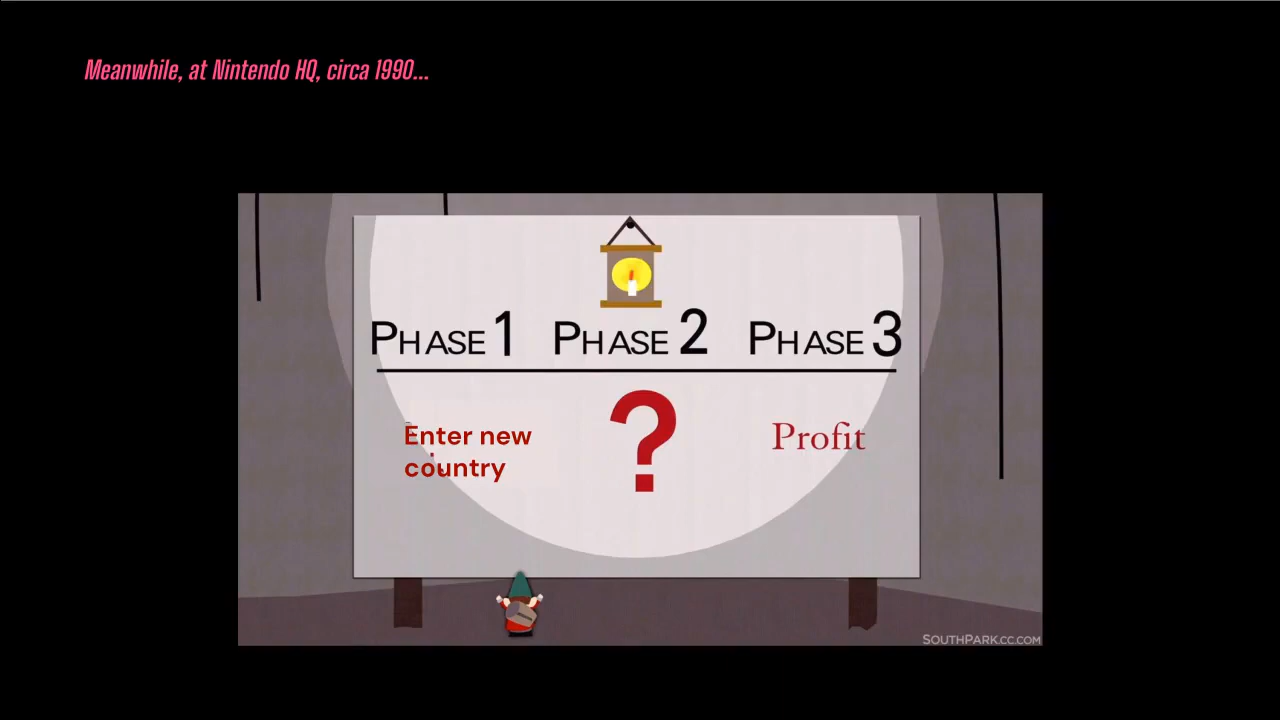 Meanwhile, at Nintendo HQ, circa 1990...
PHASE 1 PHASE 2 PHASE 3
Enter new
country
?
Profit
SOUTHPARK.CC.COM